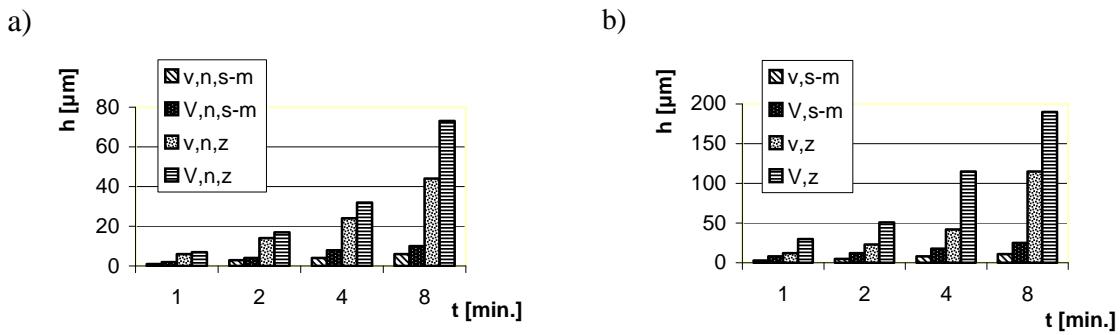 a)
h [µm]
80
60
40
20
0
v,n,s-m
V,n,s-m
v,n,z
V,n,z
1 2 4 8
t [min.]
b)
h [µm]
200
150
100
50
0
v,s-m
V,s-m
v,z
V,z
1 2 4 8
t [min.]